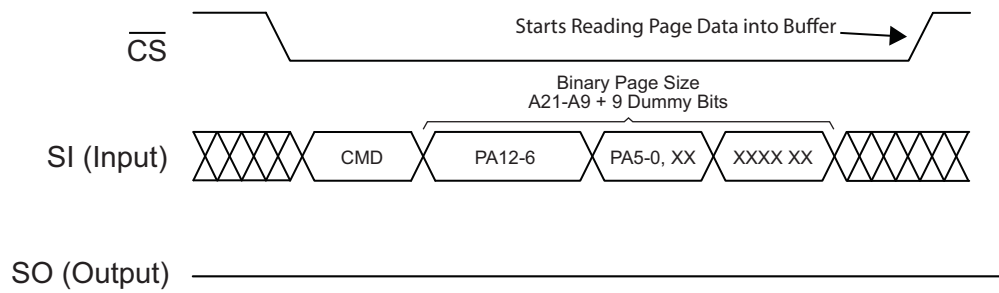 Starts Reading Page Data into Buffer
CS
Binary Page Size
A21-A9 + 9 Dummy Bits
SI (Input) CMD PA12-6 PA5-0, XX XXXX XX
SO (Output)